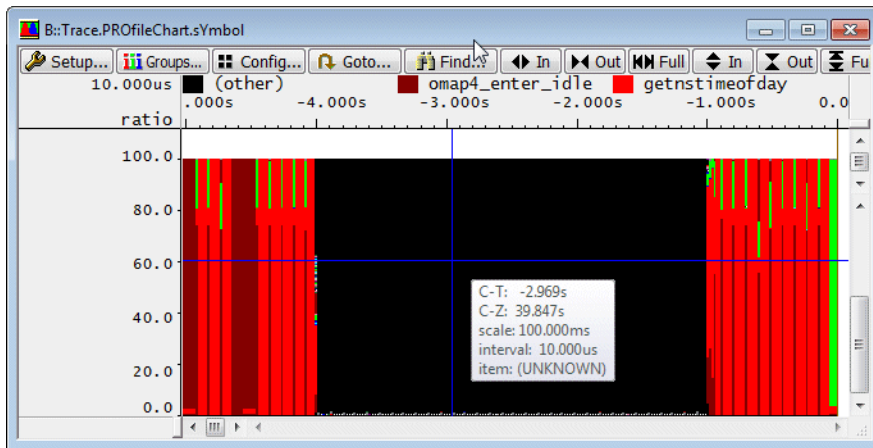 B::Trace.PROfileChart.sYmbol
Setup... Groups... Config... Goto... Find... In Out Full In Out Fu
10.000us (other) omap4_enter_idle getnstimeofday
.000s -4.000s -3.000s -2.000s -1.000s 0.0
ratio
100.0
80.0
60.0
40.0
20.0
0.0
C-T: -2.969s
C-Z: 39.847s
scale: 100.000ms
interval: 10.000us
item: (UNKNOWN)